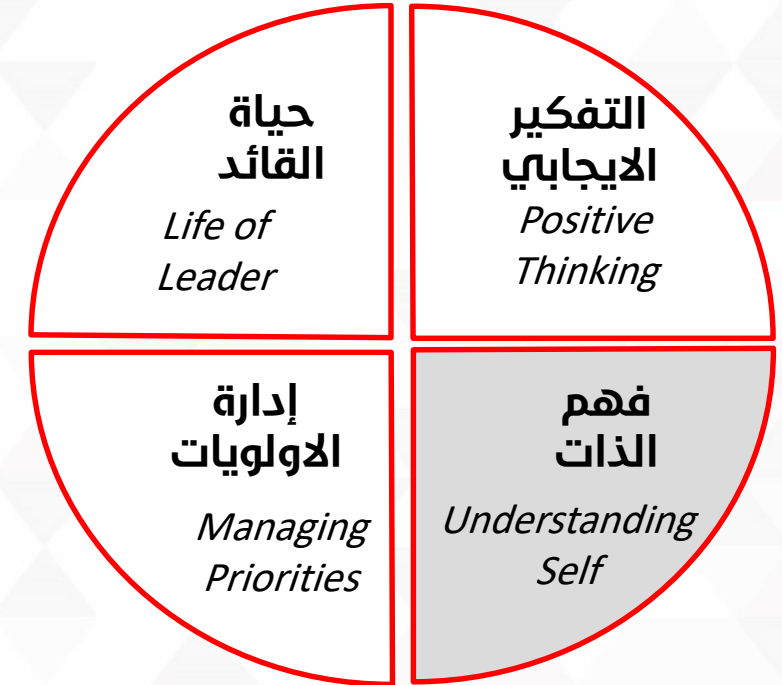 حياة
القائد
Life of
Leader
التفكير
الايجابي
Positive
Thinking
إدارة
الاولويات
Managing
Priorities
فهم
الذات
Understanding
Self